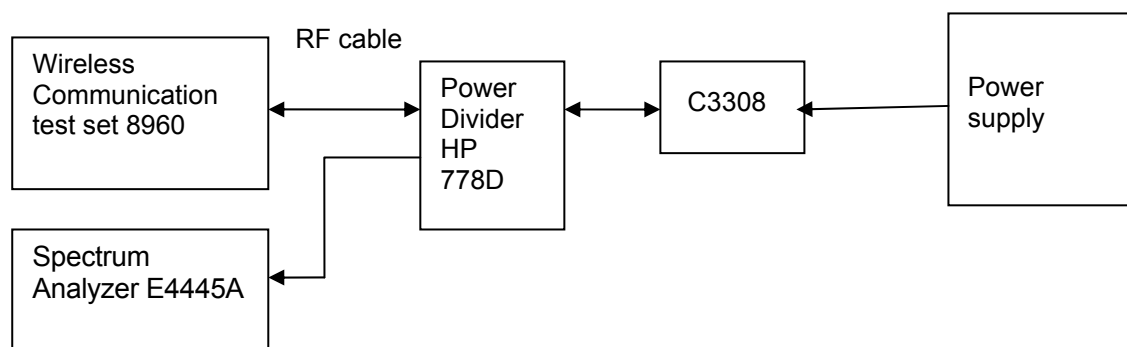 RF cable
Wireless
Communication
test set 8960
Power
Divider
HP
778D
C3308
Power
supply
Spectrum
Analyzer E4445A